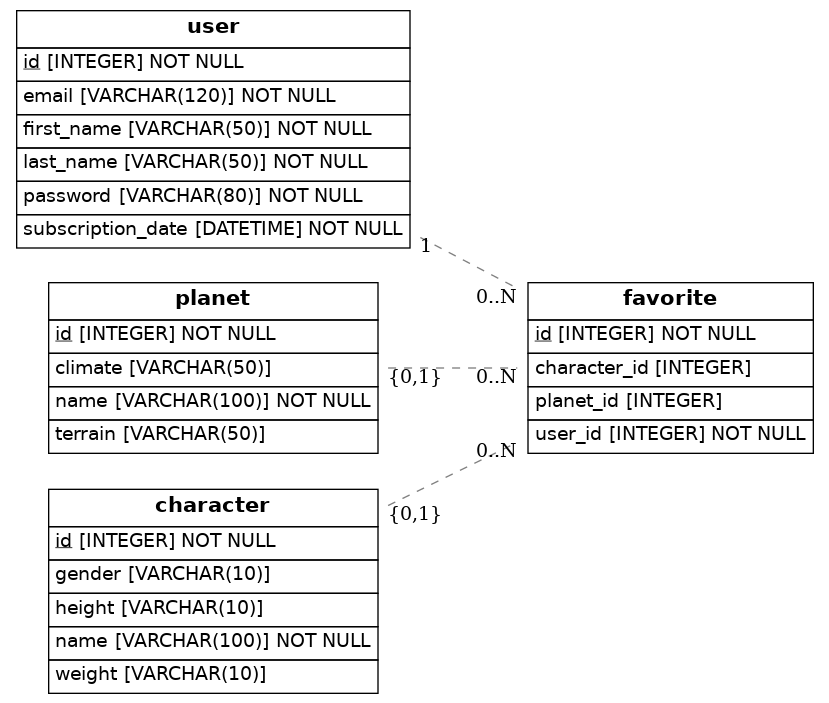 user
id [INTEGER] NOT NULL
email [VARCHAR(120)] NOT NULL
first_name [VARCHAR(50)] NOT NULL
last_name [VARCHAR(50)] NOT NULL
password [VARCHAR(80)] NOT NULL
subscription_date [DATETIME] NOT NULL
1
0..N
planet
id [INTEGER] NOT NULL
climate [VARCHAR(50)]
name [VARCHAR(100)] NOT NULL
terrain [VARCHAR(50)]
{0,1}
0..N
favorite
id [INTEGER] NOT NULL
character_id [INTEGER]
planet_id [INTEGER]
user_id [INTEGER] NOT NULL
0..N
{0,1}
character
id [INTEGER] NOT NULL
gender [VARCHAR(10)]
height [VARCHAR(10)]
name [VARCHAR(100)] NOT NULL
weight [VARCHAR(10)]